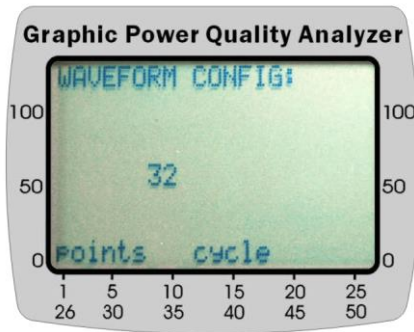 Graphic Power Quality Analyzer
WAVEFORM CONFIG:
100 100
32
50 50
points cycle
0 0
1 5 10 15 20 25
26 30 35 40 45 50